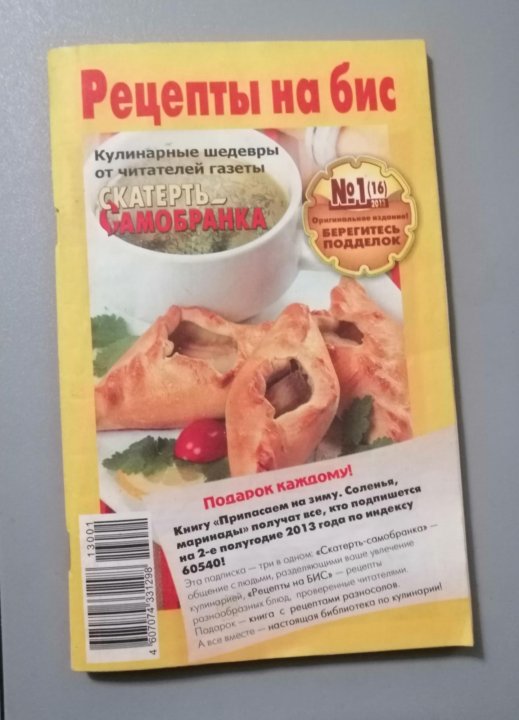 Рецепты на бис
Кулинарные шедевры
от читателей газеты
СКАТЕРТЬ_
САМОБРАНКА
№1(16)
2013
Оригинальное издание!
БЕРЕГИТЕСЬ
ПОДДЕЛОК
Подарок каждому!
Книгу «Припасаем на зиму. Соленья,
маринады» получат все, кто подпишется
на 2-е полугодие 2013 года по индексу
60540!
Эта подписка — три в одном: «Скатерть-самобранка» —
общение с людьми, разделяющими ваше увлечение
кулинарией, «Рецепты на БИС» — рецепты
разнообразных блюд, проверенные читателями.
Подарок — книга с рецептами разносолов.
А все вместе — настоящая библиотека по кулинарии!
13001
4 607074 331298